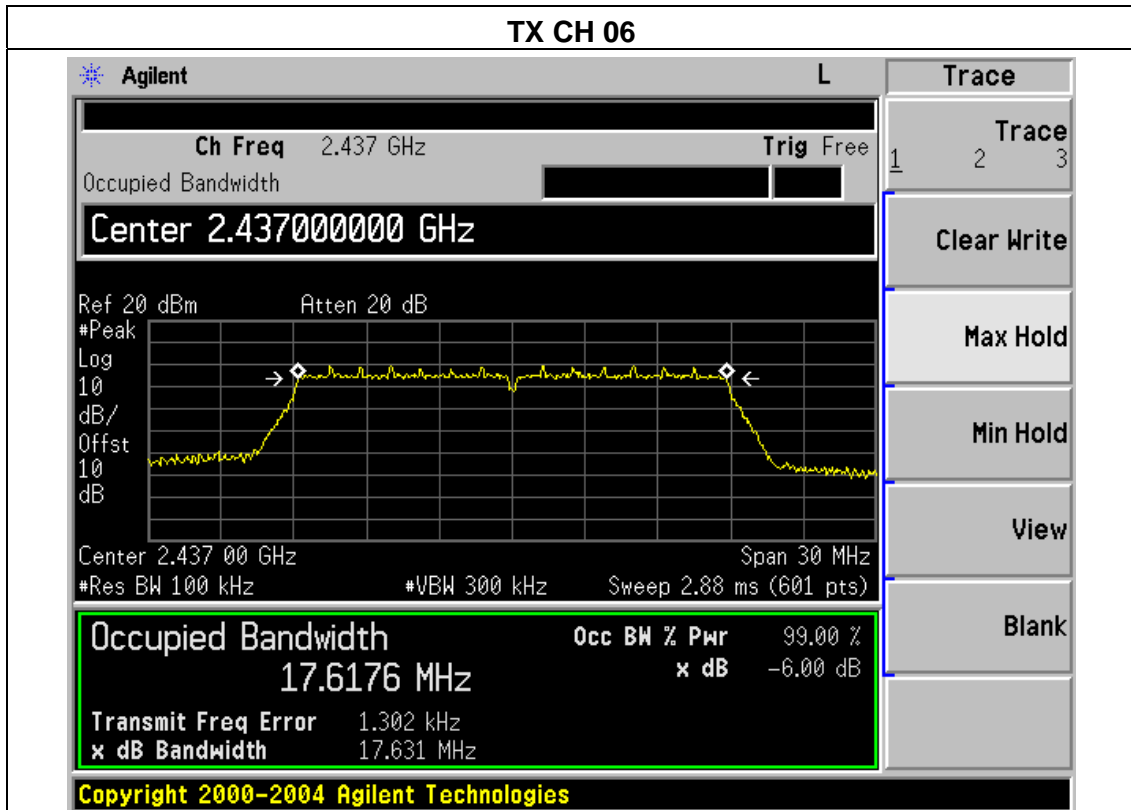 TX CH 06
Agilent L Trace
Ch Freq 2.437 GHz Trig Free
Occupied Bandwidth
Center 2.437000000 GHz
Ref 20 dBm Atten 20 dB
#Peak
Log
10
dB/
Offst
10
dB
Center 2.437 00 GHz Span 30 MHz
#Res BW 100 kHz #VBW 300 kHz Sweep 2.88 ms (601 pts)
Occupied Bandwidth Occ BW % Pwr 99.00 %
17.6176 MHz x dB -6.00 dB
Transmit Freq Error 1.302 kHz
x dB Bandwidth 17.631 MHz
Copyright 2000-2004 Agilent Technologies
Trace
1 2 3
Clear Write
Max Hold
Min Hold
View
Blank